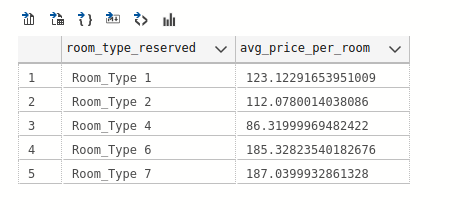 room_type_reserved avg_price_per_room
1 Room_Type 1 123.12291653951009
2 Room_Type 2 112.0780014038086
3 Room_Type 4 86.31999969482422
4 Room_Type 6 185.32823540182676
5 Room_Type 7 187.0399932861328